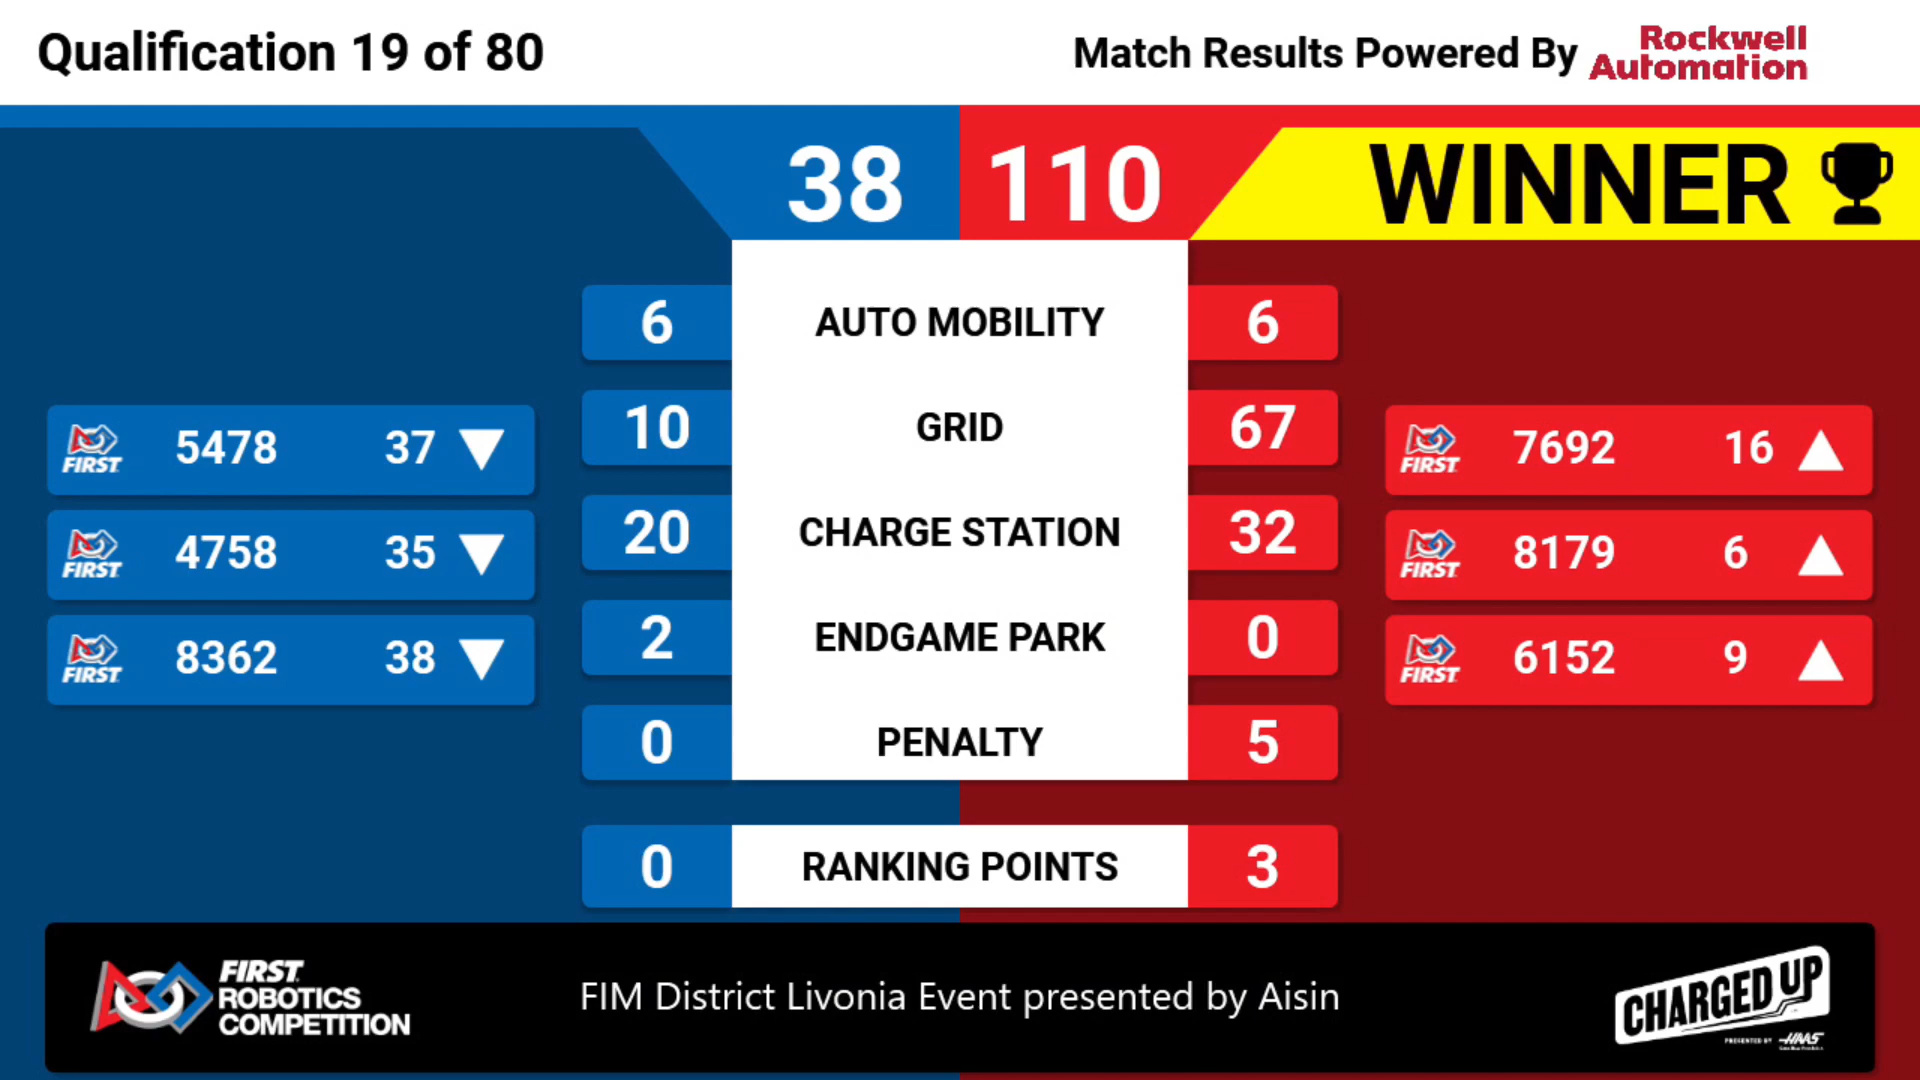 Qualification 19 of 80
Match Results Powered By Rockwell Automation
38 110 WINNER
6 AUTO MOBILITY 6
10 GRID 67
20 CHARGE STATION 32
2 ENDGAME PARK 0
0 PENALTY 5
0 RANKING POINTS 3
FIRST 5478 37
FIRST 4758 35
FIRST 8362 38
FIRST 7692 16
FIRST 8179 6
FIRST 6152 9
FIRST
ROBOTICS
COMPETITION
FIM District Livonia Event presented by Aisin
CHARGED UP
PRESENTED BY HAAS